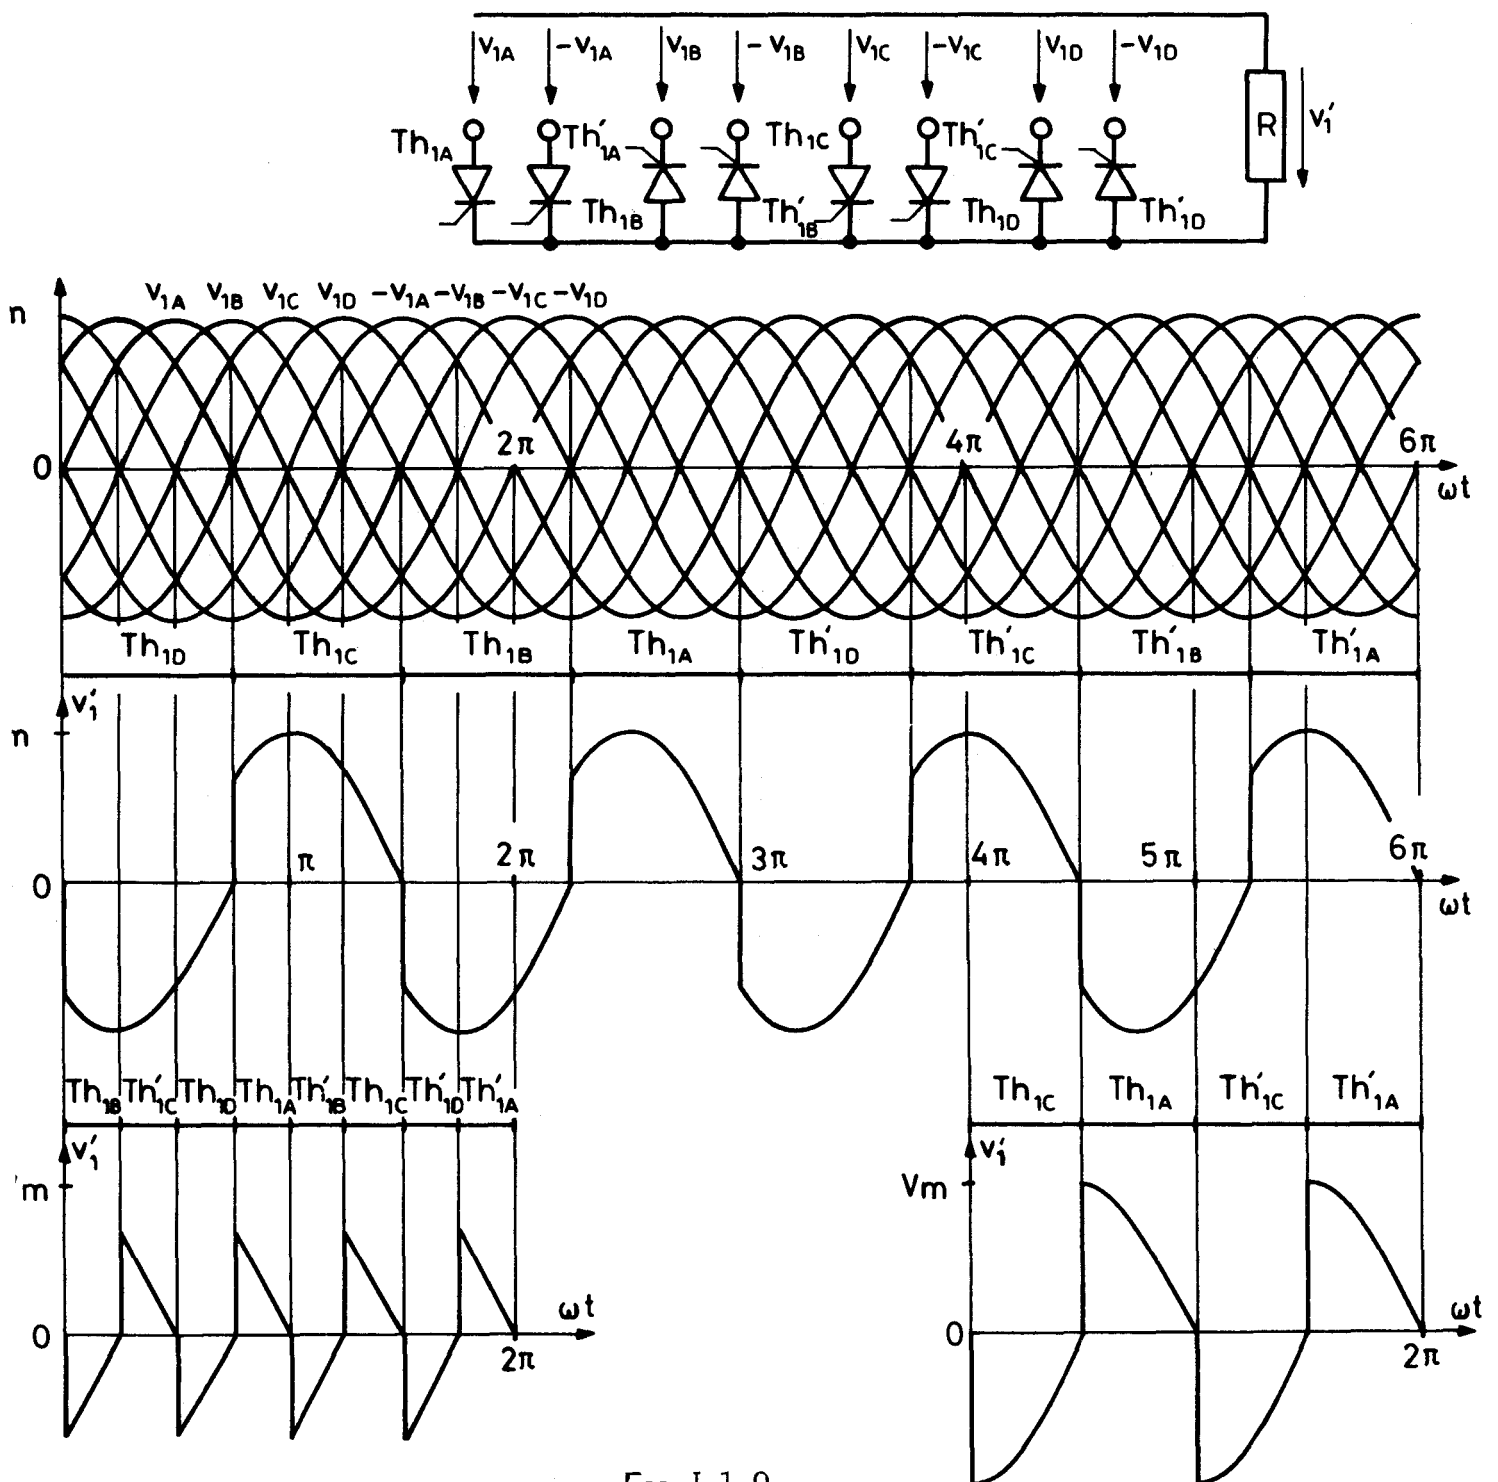 v₁A -v₁A v₁B -v₁B v₁C -v₁C v₁D -v₁D
Th₁A Th'₁A Th₁C Th'₁C R v'₁
Th₁B Th'₁B Th₁D Th'₁D
n v₁A v₁B v₁C v₁D -v₁A -v₁B -v₁C -v₁D
2π 4π 6π
0 ωt
Th₁D Th₁C Th₁B Th₁A Th'₁D Th'₁C Th'₁B Th'₁A
v'₁
n
π 2π 3π 4π 5π 6π
0 ωt
Th₁B Th'₁C Th₁D Th₁A Th'₁B Th₁C Th'₁D Th'₁A Th₁C Th₁A Th'₁C Th'₁A
v'₁ v'₁
m Vm
0 ωt 0 ωt
2π 2π